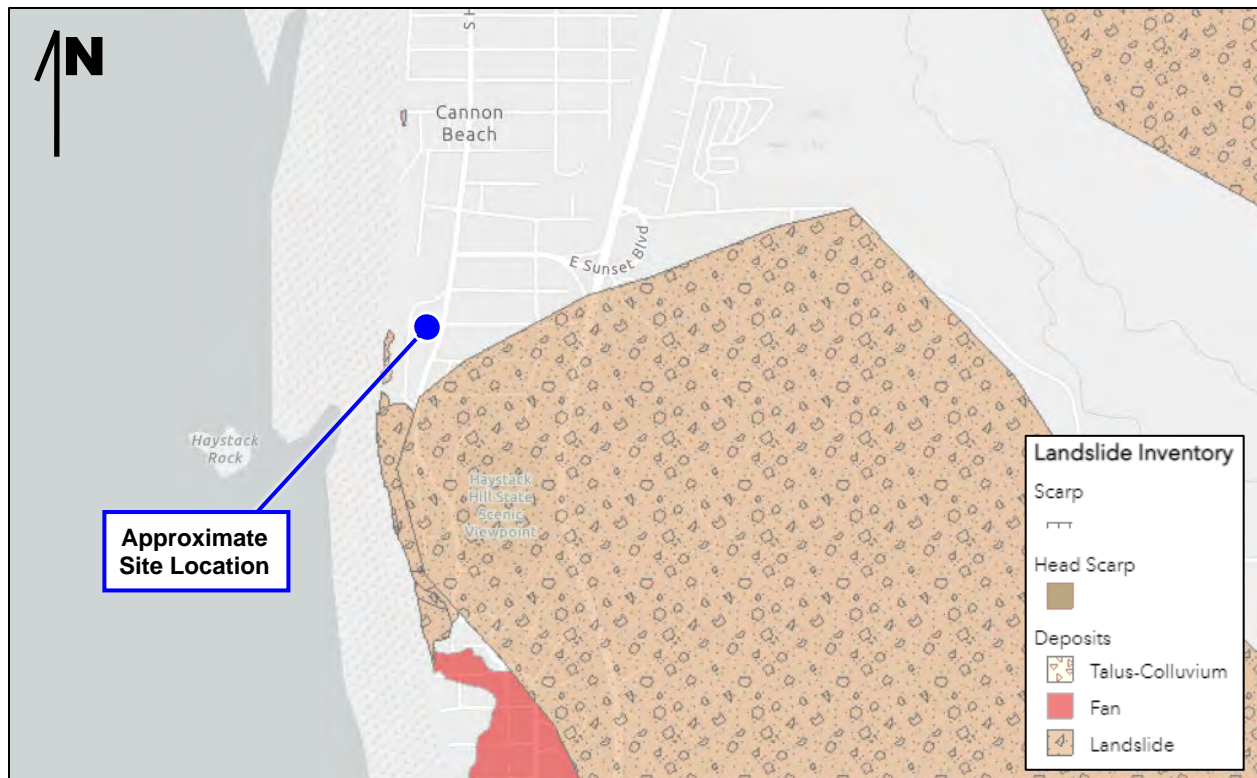 N
S H
Cannon
Beach
E Sunset Blvd
Haystack
Rock
Haystack
Hill State
Scenic
Viewpoint
Approximate
Site Location
Landslide Inventory
Scarp
Head Scarp
Deposits
Talus-Colluvium
Fan
Landslide